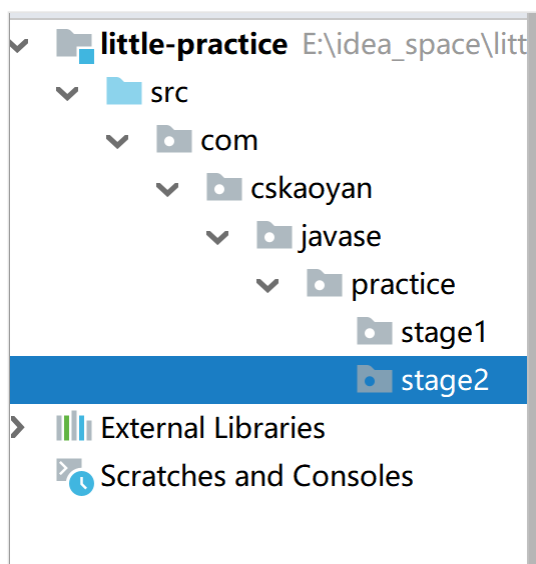 little-practice E:\idea_space\litt
src
com
cskaoyan
javase
practice
stage1
stage2
External Libraries
Scratches and Consoles